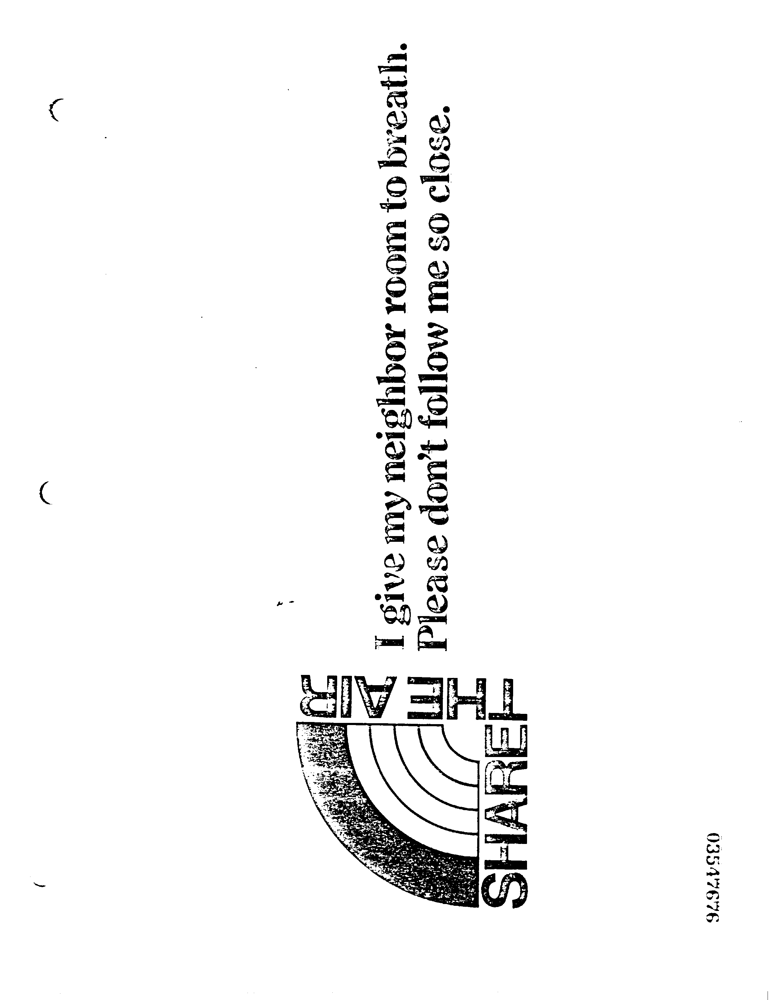 I give my neighbor room to breath.
Please don't follow me so close.
SHARE
THE AIR
03547676